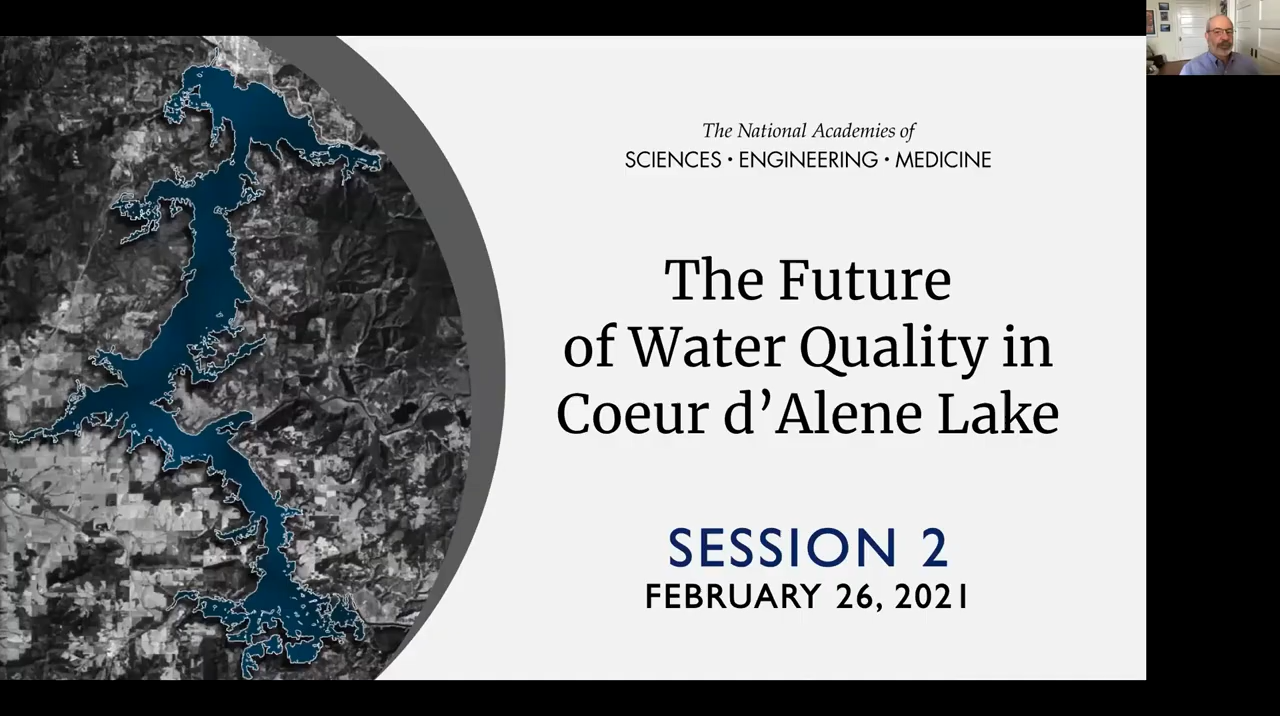 The National Academies of
SCIENCES · ENGINEERING · MEDICINE
The Future
of Water Quality in
Coeur d’Alene Lake
SESSION 2
FEBRUARY 26, 2021